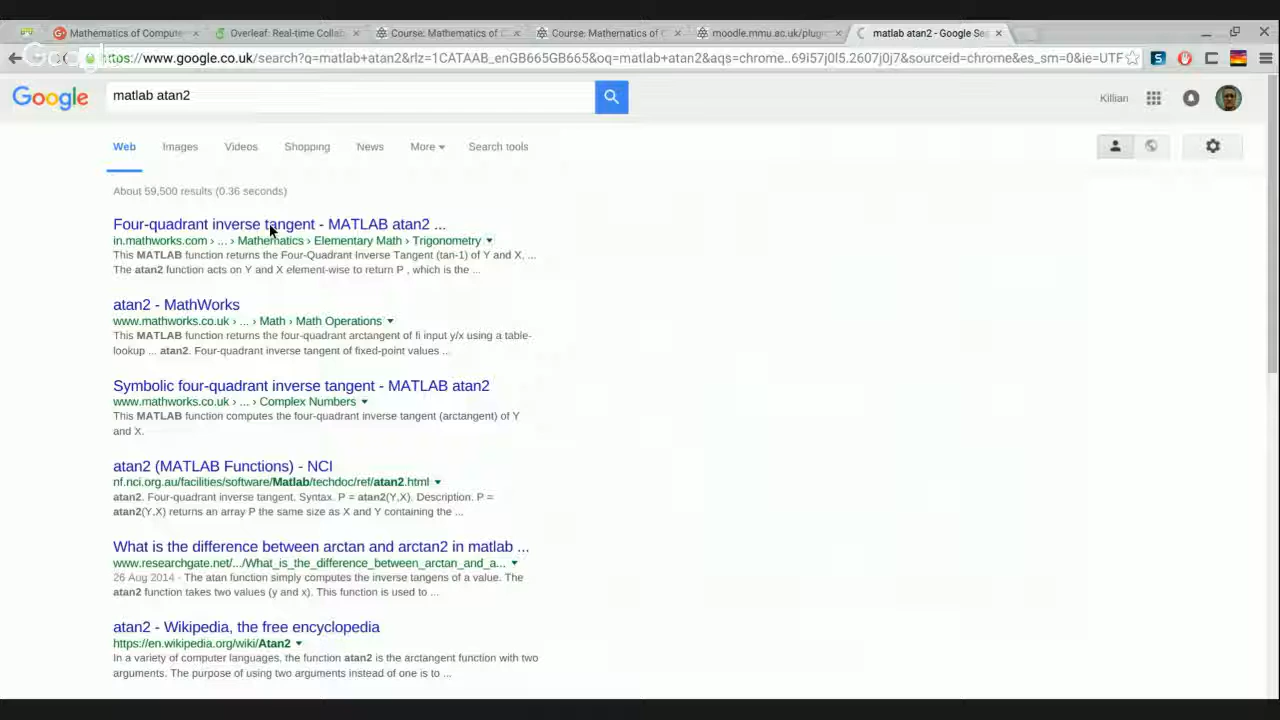 Mathematics of Compute
Overleaf: Real-time Collab
Course: Mathematics of C
Course: Mathematics of C
moodle.mmu.ac.uk/plug
matlab atan2 - Google Se
https://www.google.co.uk/search?q=matlab+atan2&rlz=1CATAAB_enGB665GB665&oq=matlab+atan2&aqs=chrome..69i57j0l5.2607j0j7&sourceid=chrome&es_sm=0&ie=UTF
Google
matlab atan2
Killian
Web Images Videos Shopping News More Search tools
About 59,500 results (0.36 seconds)
Four-quadrant inverse tangent - MATLAB atan2 ...
in.mathworks.com › ... › Mathematics › Elementary Math › Trigonometry
This MATLAB function returns the Four-Quadrant Inverse Tangent (tan-1) of Y and X. ...
The atan2 function acts on Y and X element-wise to return P , which is the ...
atan2 - MathWorks
www.mathworks.co.uk › ... › Math › Math Operations
This MATLAB function returns the four-quadrant arctangent of fi input y/x using a table-
lookup ... atan2. Four-quadrant inverse tangent of fixed-point values ...
Symbolic four-quadrant inverse tangent - MATLAB atan2
www.mathworks.co.uk › ... › Complex Numbers
This MATLAB function computes the four-quadrant inverse tangent (arctangent) of Y
and X.
atan2 (MATLAB Functions) - NCI
nf.nci.org.au/facilities/software/Matlab/techdoc/ref/atan2.html
atan2. Four-quadrant inverse tangent. Syntax. P = atan2(Y,X). Description. P =
atan2(Y,X) returns an array P the same size as X and Y containing the ...
What is the difference between arctan and arctan2 in matlab ...
www.researchgate.net/.../What_is_the_difference_between_arctan_and_a...
26 Aug 2014 - The atan function simply computes the inverse tangens of a value. The
atan2 function takes two values (y and x). This function is used to ...
atan2 - Wikipedia, the free encyclopedia
https://en.wikipedia.org/wiki/Atan2
In a variety of computer languages, the function atan2 is the arctangent function with two
arguments. The purpose of using two arguments instead of one is to ...